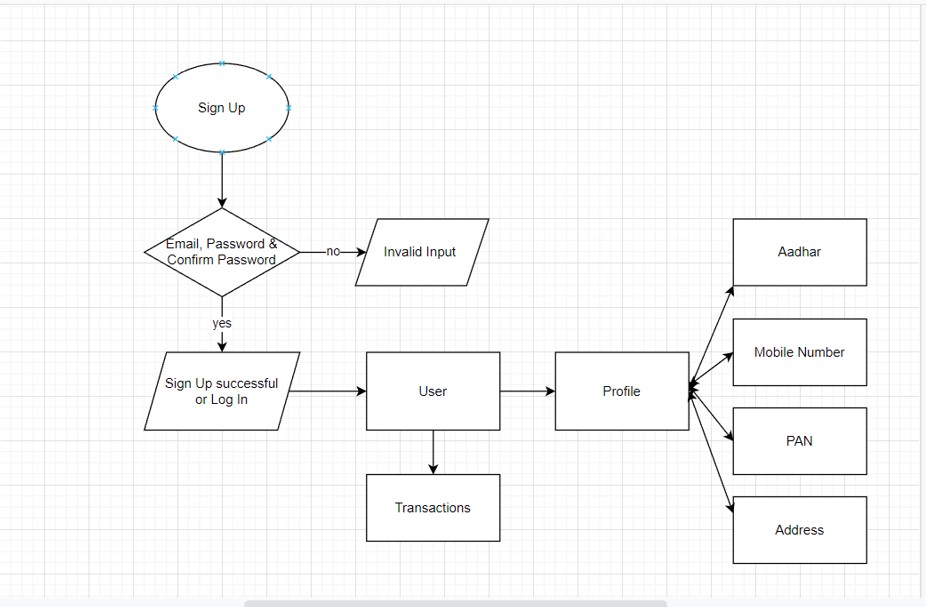 Sign Up
Email, Password &
Confirm Password
no
Invalid Input
yes
Sign Up successful
or Log In
User
Profile
Transactions
Aadhar
Mobile Number
PAN
Address